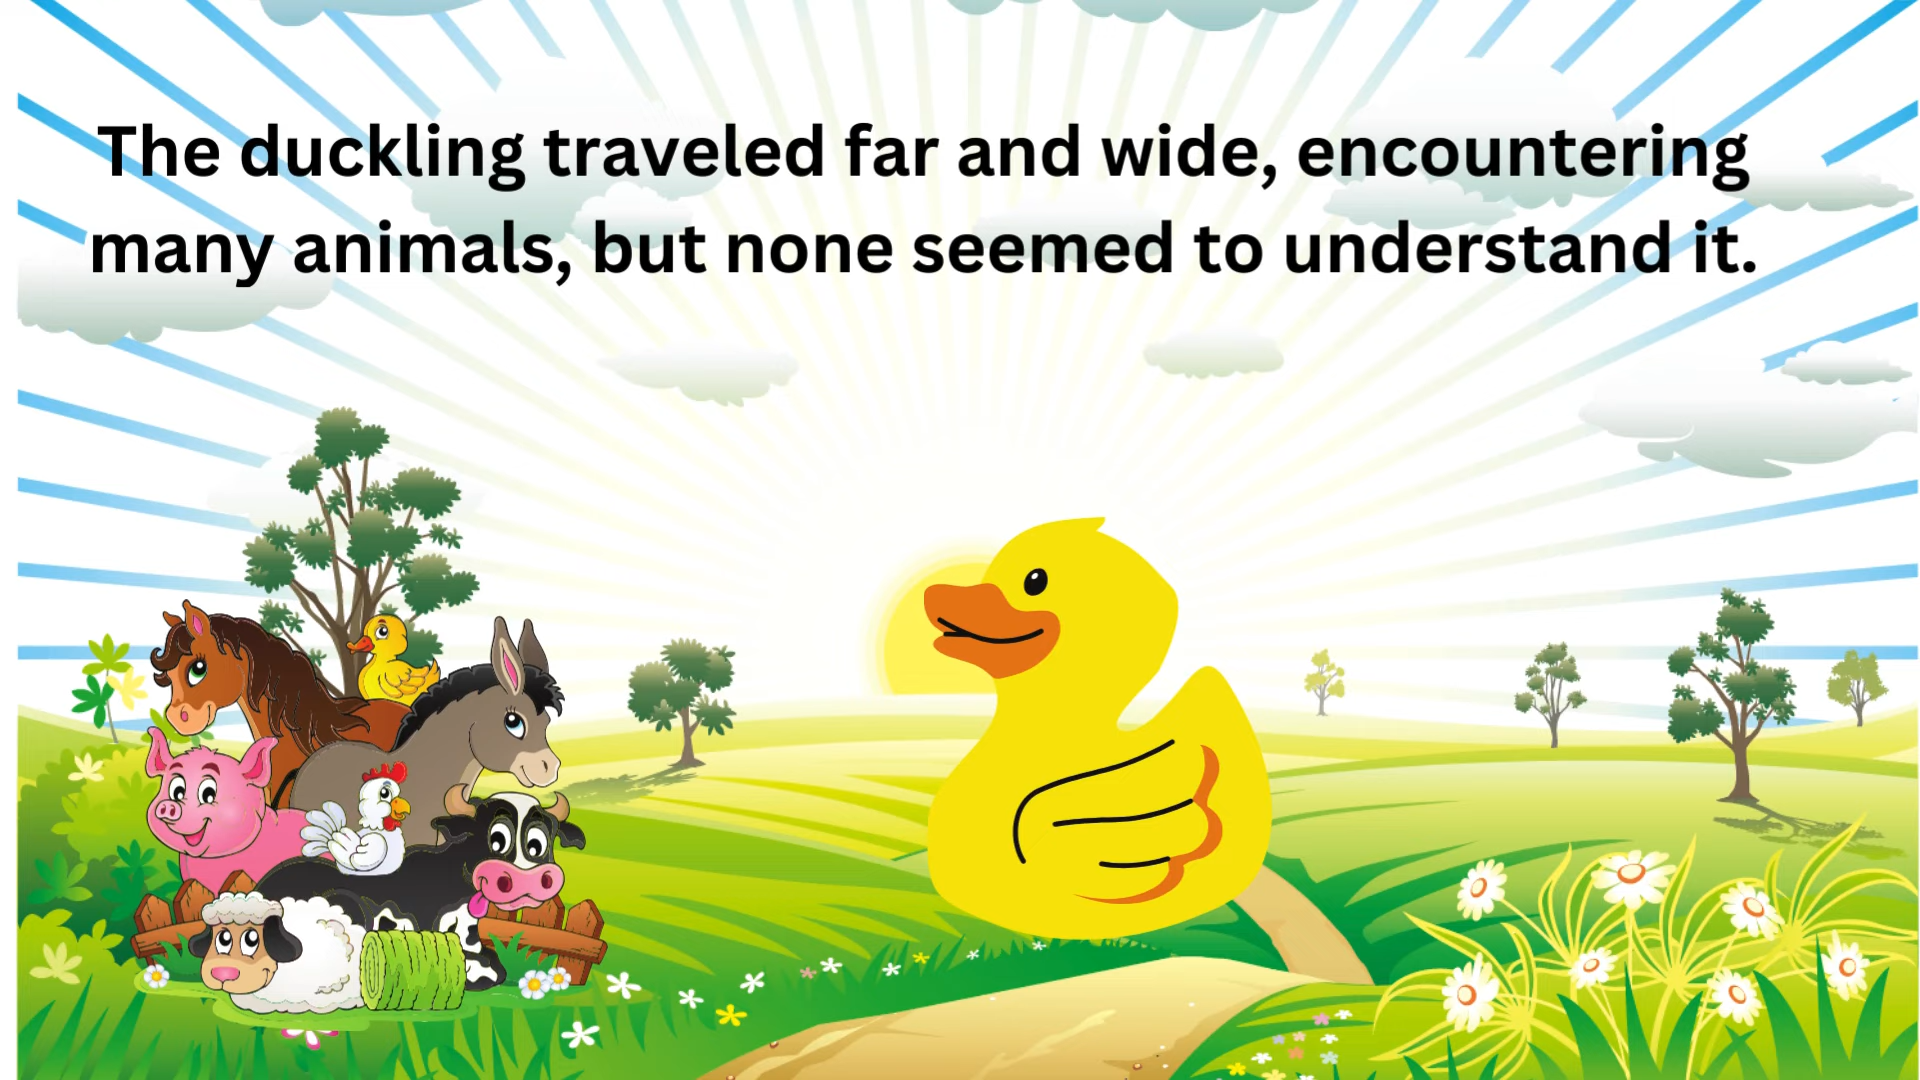 The duckling traveled far and wide, encountering
many animals, but none seemed to understand it.